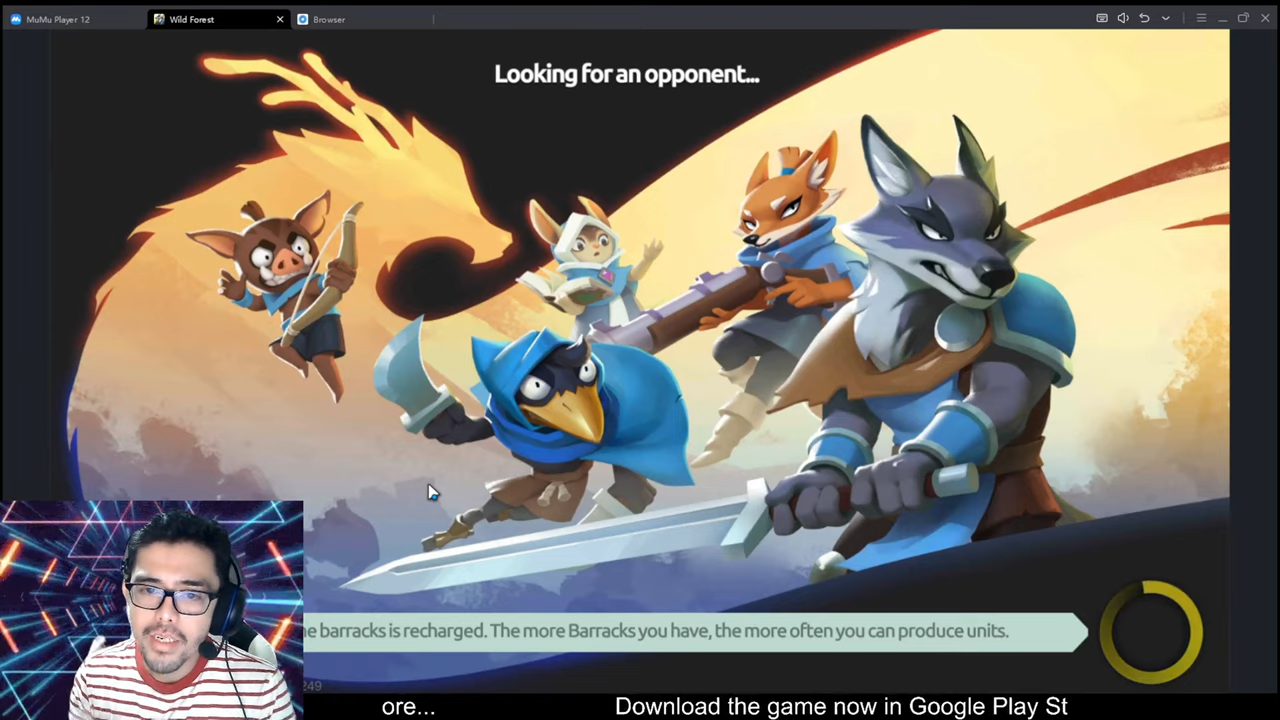 MuMu Player 12
Wild Forest
Browser
Looking for an opponent...
e barracks is recharged. The more Barracks you have, the more often you can produce units.
249
ore...
Download the game now in Google Play St